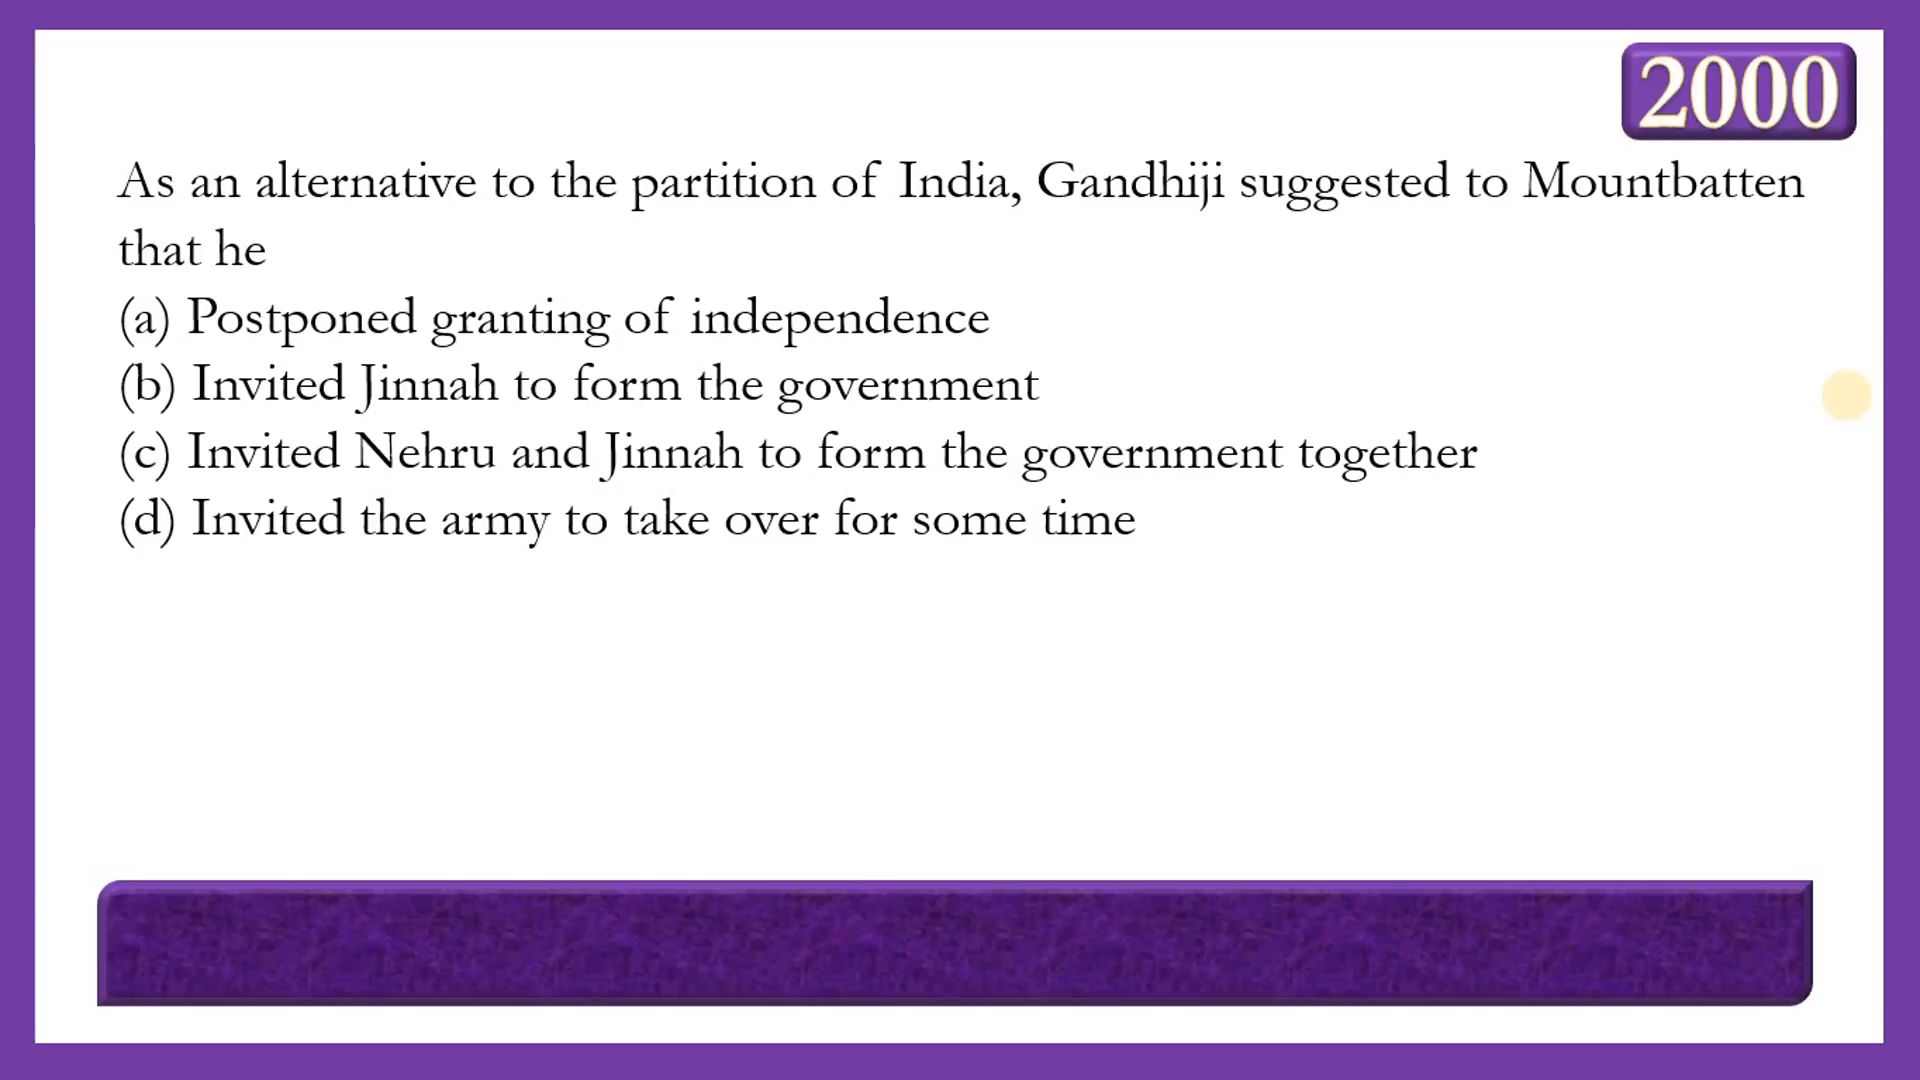 2000
As an alternative to the partition of India, Gandhiji suggested to Mountbatten
that he
(a) Postponed granting of independence
(b) Invited Jinnah to form the government
(c) Invited Nehru and Jinnah to form the government together
(d) Invited the army to take over for some time